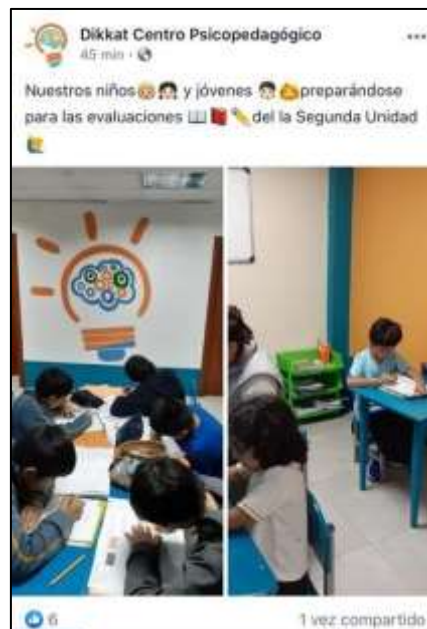 Dikkat Centro Psicopedagógico
45 min ·
Nuestros niños👼🏼👧🏻 y jóvenes 👦🏻💪preparándose
para las evaluaciones 📖📕✏️del la Segunda Unidad
🙋
6
1 vez compartido